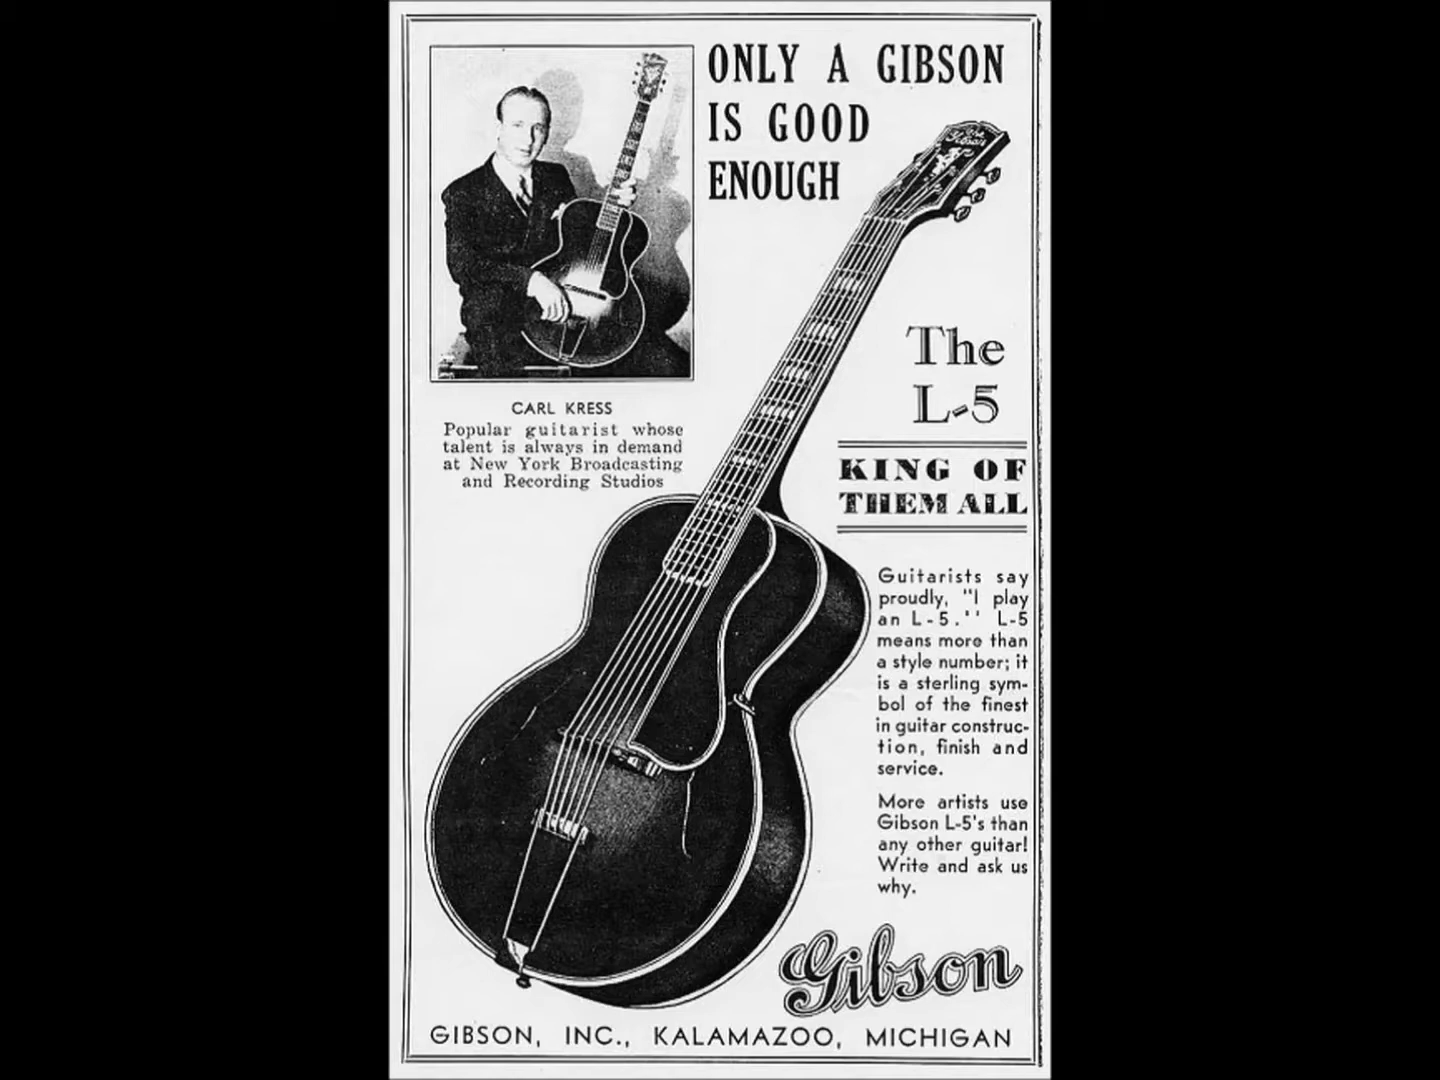 ONLY A GIBSON
IS GOOD
ENOUGH
The
Gibson
CARL KRESS
Popular guitarist whose
talent is always in demand
at New York Broadcasting
and Recording Studios
The
L-5
KING OF
THEM ALL
Guitarists say
proudly, "I play
an L-5." L-5
means more than
a style number; it
is a sterling sym-
bol of the finest
in guitar construc-
tion, finish and
service.
More artists use
Gibson L-5's than
any other guitar!
Write and ask us
why.
Gibson
GIBSON, INC., KALAMAZOO, MICHIGAN